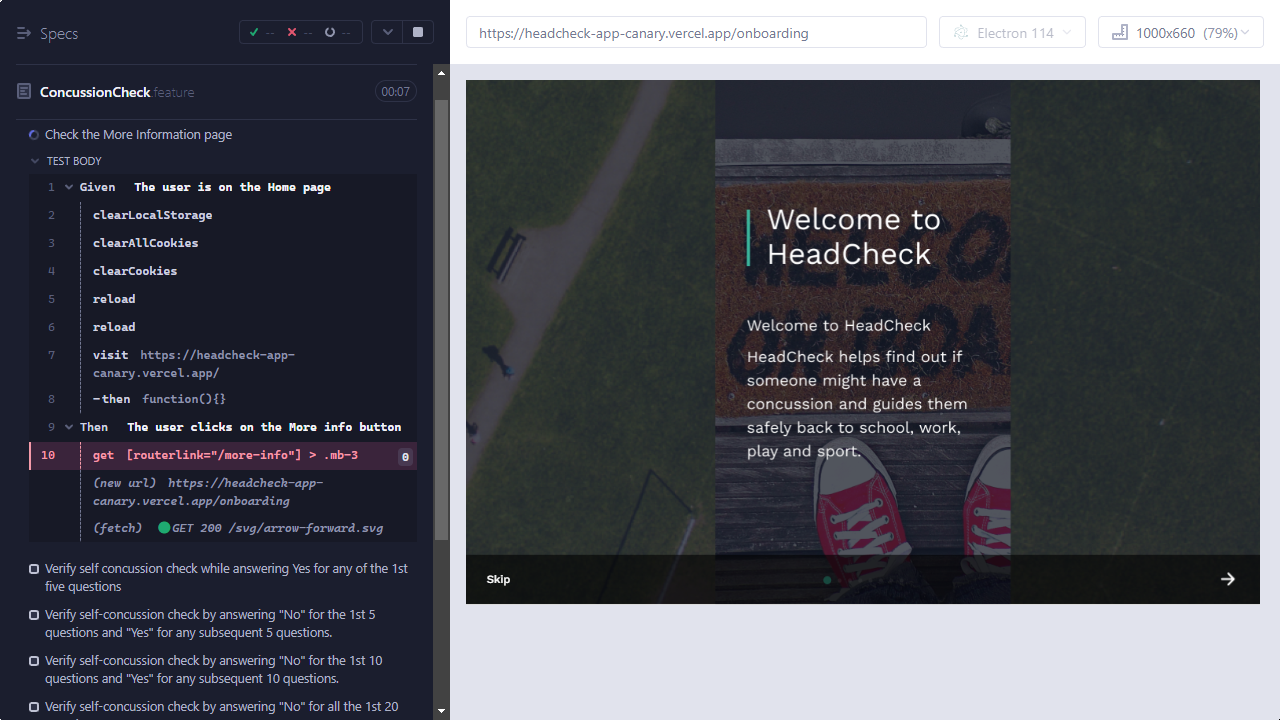 Specs
-- -- --
https://headcheck-app-canary.vercel.app/onboarding
Electron 114
1000x660 (79%)
ConcussionCheck.feature
00:07
Check the More Information page
TEST BODY
1 Given The user is on the Home page
2 clearLocalStorage
3 clearAllCookies
4 clearCookies
5 reload
6 reload
7 visit https://headcheck-app-
canary.vercel.app/
8 -then function(){}
9 Then The user clicks on the More info button
10 get [routerlink="/more-info"] > .mb-3 0
(new url) https://headcheck-app-
canary.vercel.app/onboarding
(fetch) GET 200 /svg/arrow-forward.svg
Verify self concussion check while answering Yes for any of the 1st
five questions
Verify self-concussion check by answering "No" for the 1st 5
questions and "Yes" for any subsequent 5 questions.
Verify self-concussion check by answering "No" for the 1st 10
questions and "Yes" for any subsequent 10 questions.
Verify self-concussion check by answering "No" for all the 1st 20
Welcome to
HeadCheck
Welcome to HeadCheck
HeadCheck helps find out if
someone might have a
concussion and guides them
safely back to school, work,
play and sport.
Skip